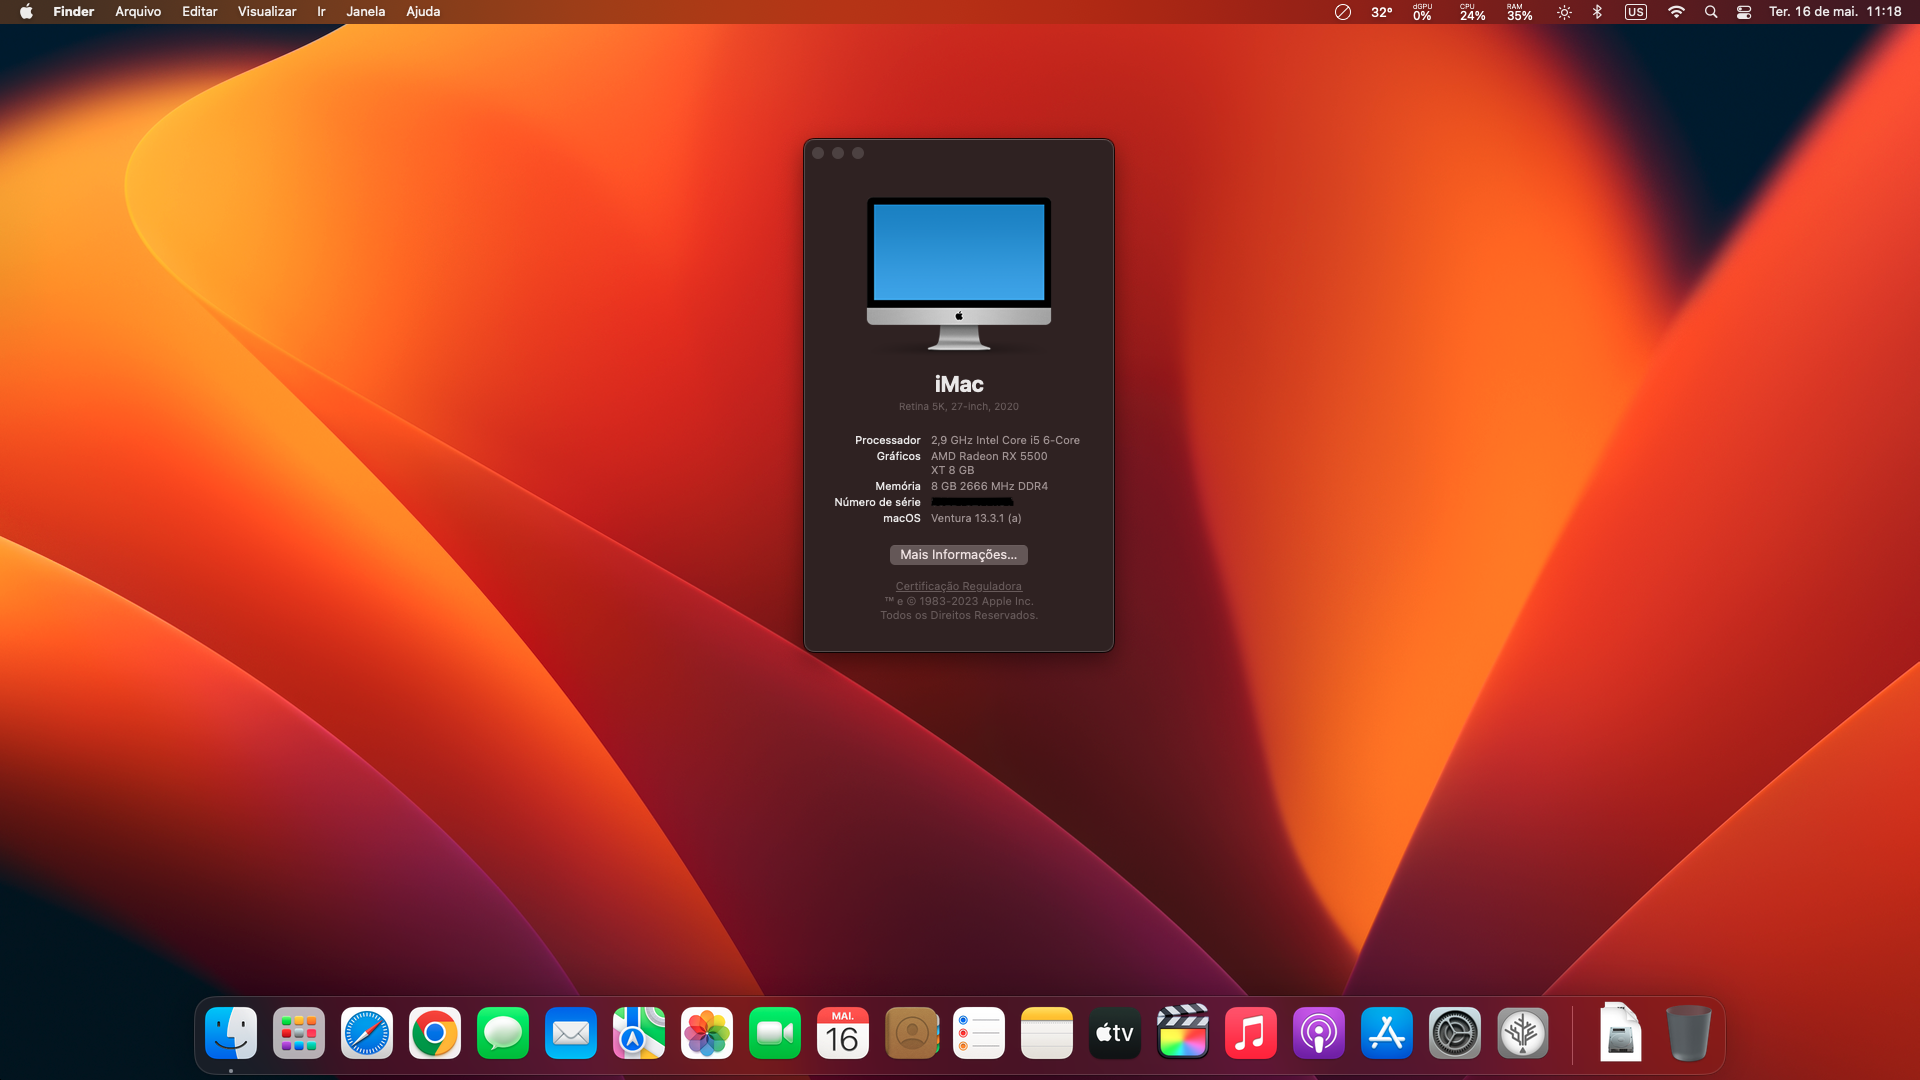 Finder Arquivo Editar Visualizar Ir Janela Ajuda 32° dGPU 0% CPU 24% RAM 35% US Ter. 16 de mai. 11:18
iMac
Retina 5K, 27-inch, 2020
Processador 2,9 GHz Intel Core i5 6-Core
Gráficos AMD Radeon RX 5500
XT 8 GB
Memória 8 GB 2666 MHz DDR4
Número de série
macOS Ventura 13.3.1 (a)
Mais Informações...
Certificação Reguladora
™ e © 1983-2023 Apple Inc.
Todos os Direitos Reservados.
MAI.
16
tv